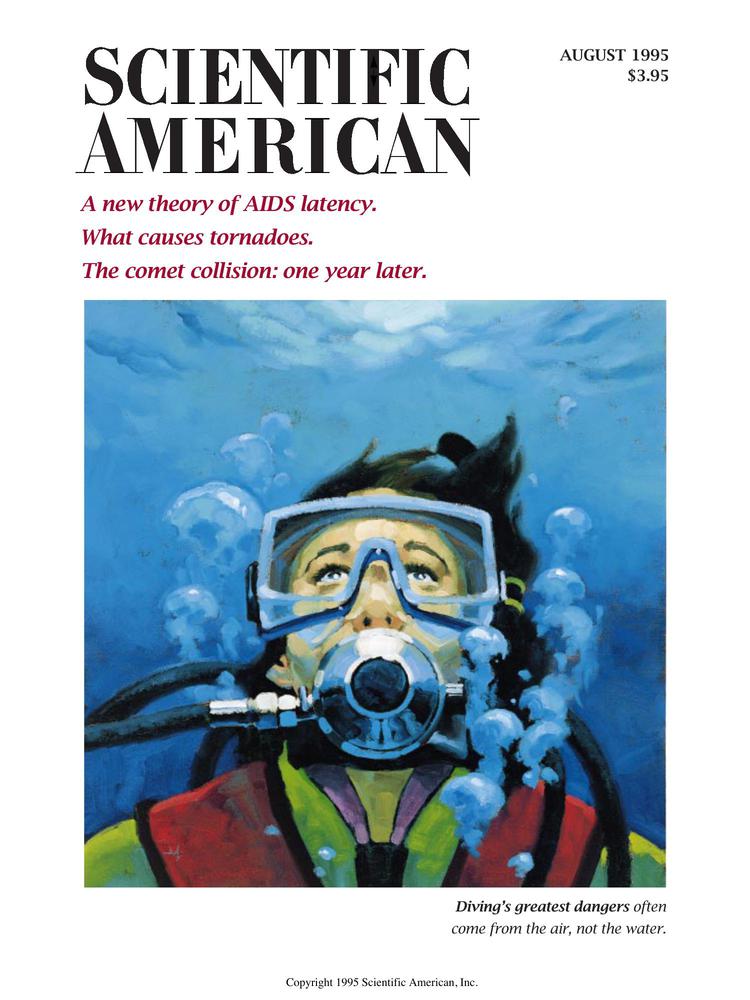 SCIENTIFIC
AMERICAN
AUGUST 1995
$3.95
A new theory of AIDS latency.
What causes tornadoes.
The comet collision: one year later.
Diving's greatest dangers often
come from the air, not the water.
Copyright 1995 Scientific American, Inc.